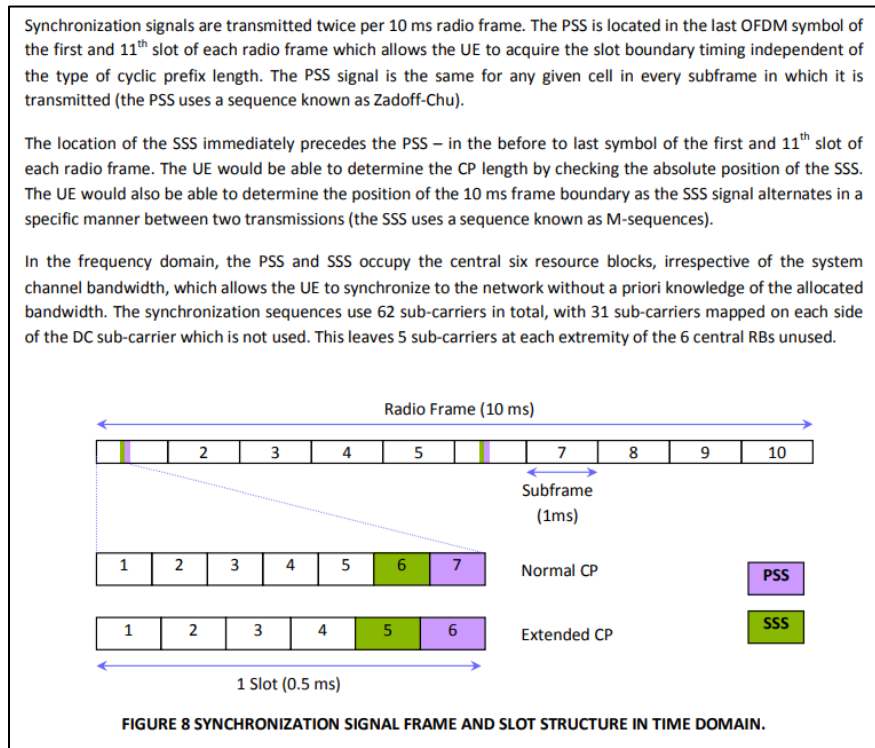 Synchronization signals are transmitted twice per 10 ms radio frame. The PSS is located in the last OFDM symbol of
the first and 11th slot of each radio frame which allows the UE to acquire the slot boundary timing independent of
the type of cyclic prefix length. The PSS signal is the same for any given cell in every subframe in which it is
transmitted (the PSS uses a sequence known as Zadoff-Chu).
The location of the SSS immediately precedes the PSS – in the before to last symbol of the first and 11th slot of
each radio frame. The UE would be able to determine the CP length by checking the absolute position of the SSS.
The UE would also be able to determine the position of the 10 ms frame boundary as the SSS signal alternates in a
specific manner between two transmissions (the SSS uses a sequence known as M-sequences).
In the frequency domain, the PSS and SSS occupy the central six resource blocks, irrespective of the system
channel bandwidth, which allows the UE to synchronize to the network without a priori knowledge of the allocated
bandwidth. The synchronization sequences use 62 sub-carriers in total, with 31 sub-carriers mapped on each side
of the DC sub-carrier which is not used. This leaves 5 sub-carriers at each extremity of the 6 central RBs unused.
Radio Frame (10 ms)
2 3 4 5 7 8 9 10
Subframe
(1ms)
1 2 3 4 5 6 7 Normal CP PSS
1 2 3 4 5 6 Extended CP SSS
1 Slot (0.5 ms)
FIGURE 8 SYNCHRONIZATION SIGNAL FRAME AND SLOT STRUCTURE IN TIME DOMAIN.